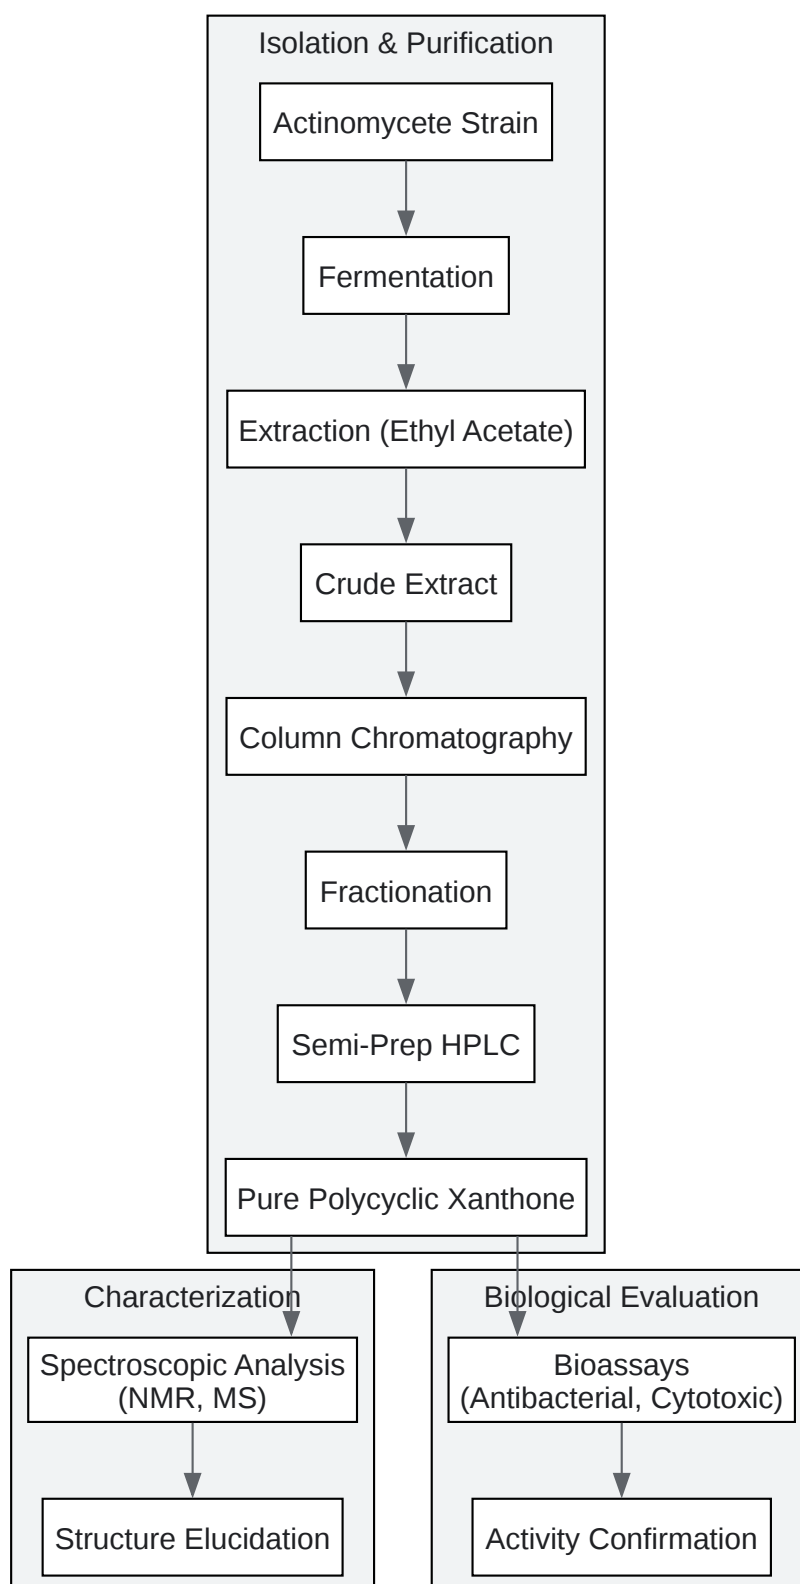 Isolation & Purification
Actinomycete Strain
Fermentation
Extraction (Ethyl Acetate)
Crude Extract
Column Chromatography
Fractionation
Semi-Prep HPLC
Pure Polycyclic Xanthone
Characterization
Spectroscopic Analysis
(NMR, MS)
Structure Elucidation
Biological Evaluation
Bioassays
(Antibacterial, Cytotoxic)
Activity Confirmation